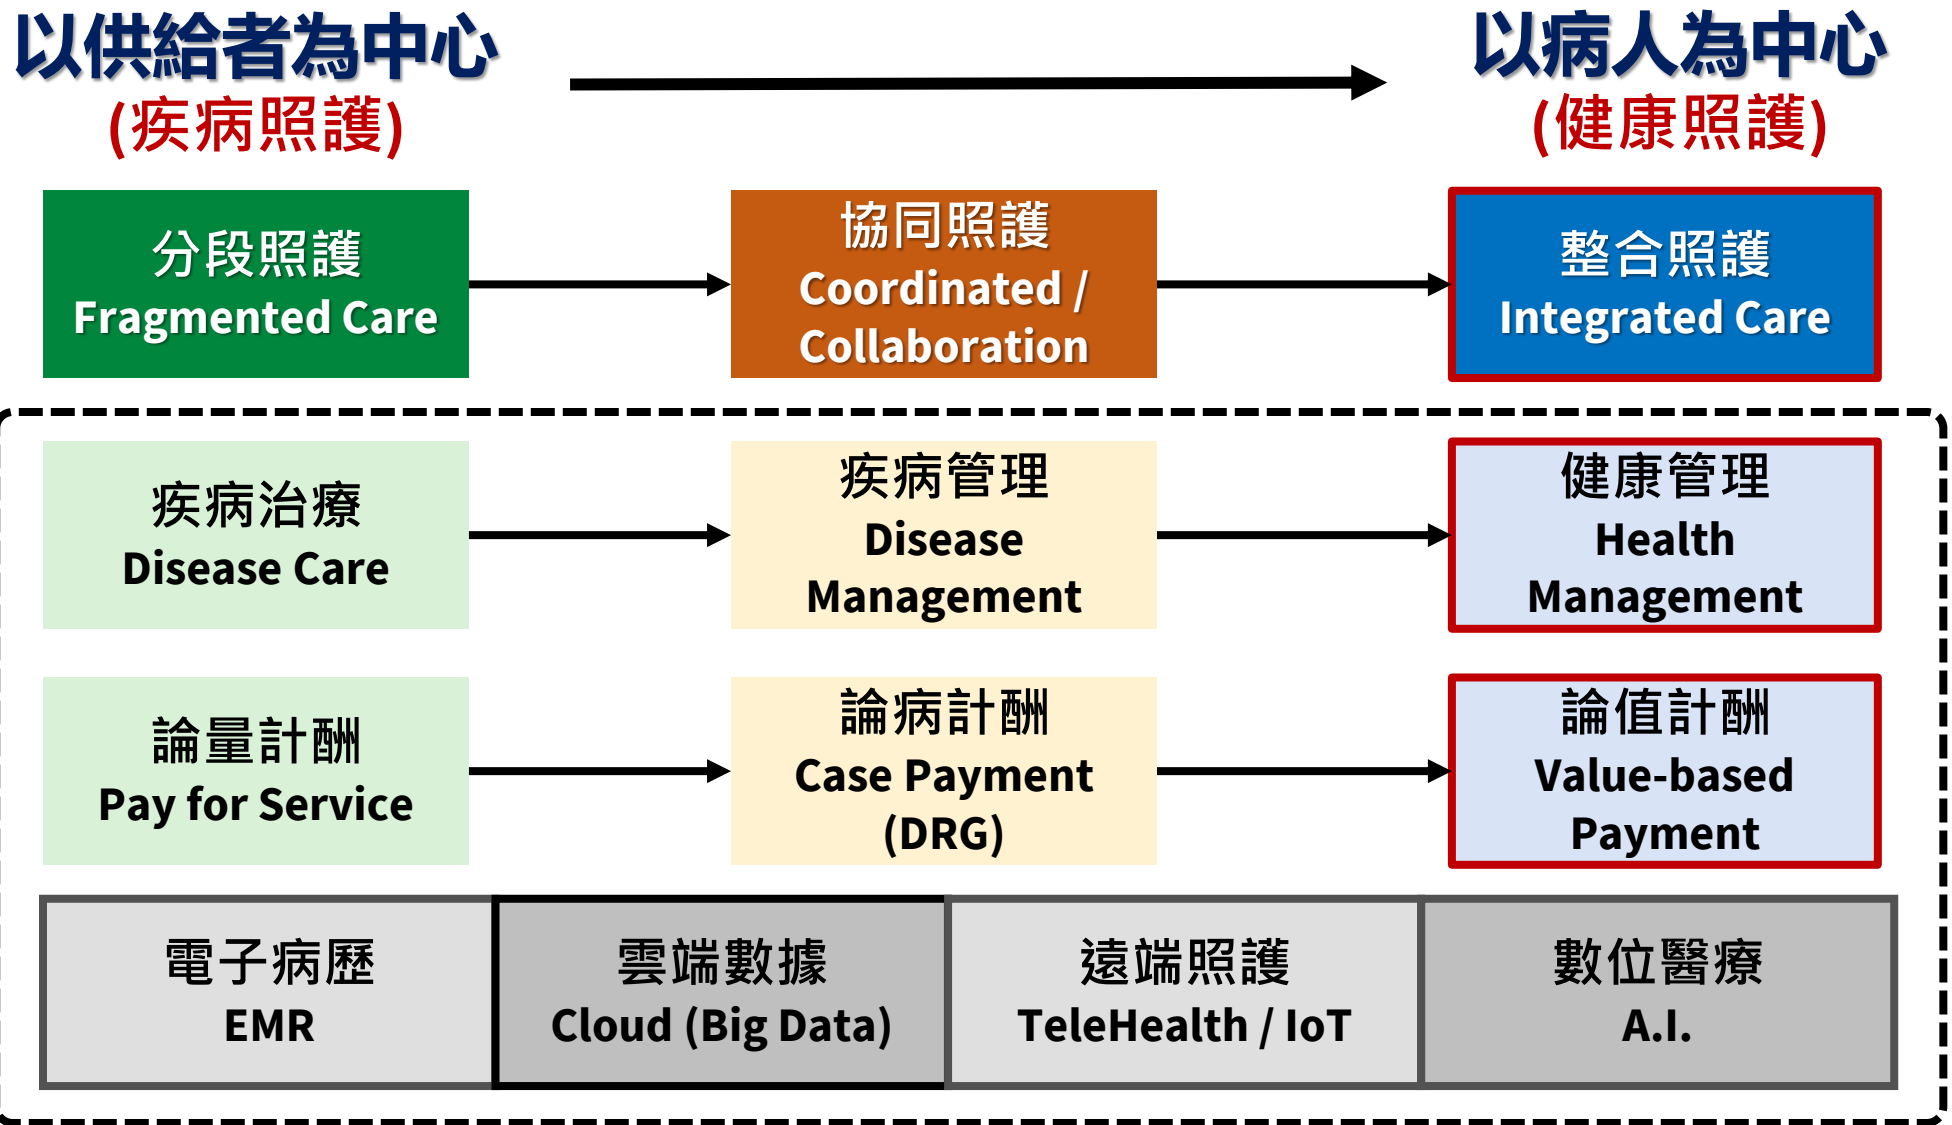 以供給者為中心
(疾病照護)
以病人為中心
(健康照護)
分段照護
Fragmented Care
協同照護
Coordinated /
Collaboration
整合照護
Integrated Care
疾病治療
Disease Care
疾病管理
Disease
Management
健康管理
Health
Management
論量計酬
Pay for Service
論病計酬
Case Payment
(DRG)
論值計酬
Value-based
Payment
電子病歷
EMR
雲端數據
Cloud (Big Data)
遠端照護
TeleHealth / IoT
數位醫療
A.I.